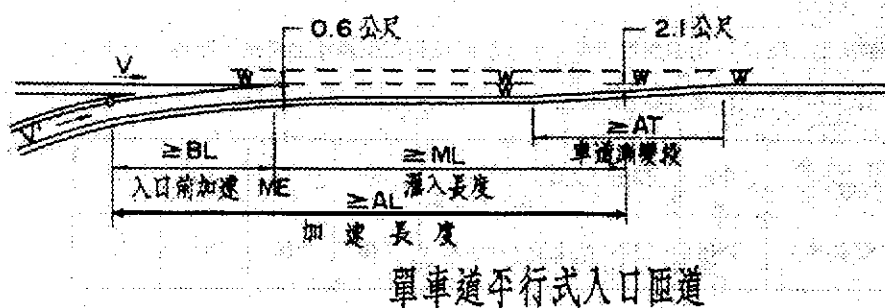 0.6公尺
2.1公尺
V
W
W
W
W
W
V'
≧BL
≧ML
≧AT
入口前加速
ME
滙入長度
車道漸變段
≧AL
加速長度
單車道平行式入口匝道